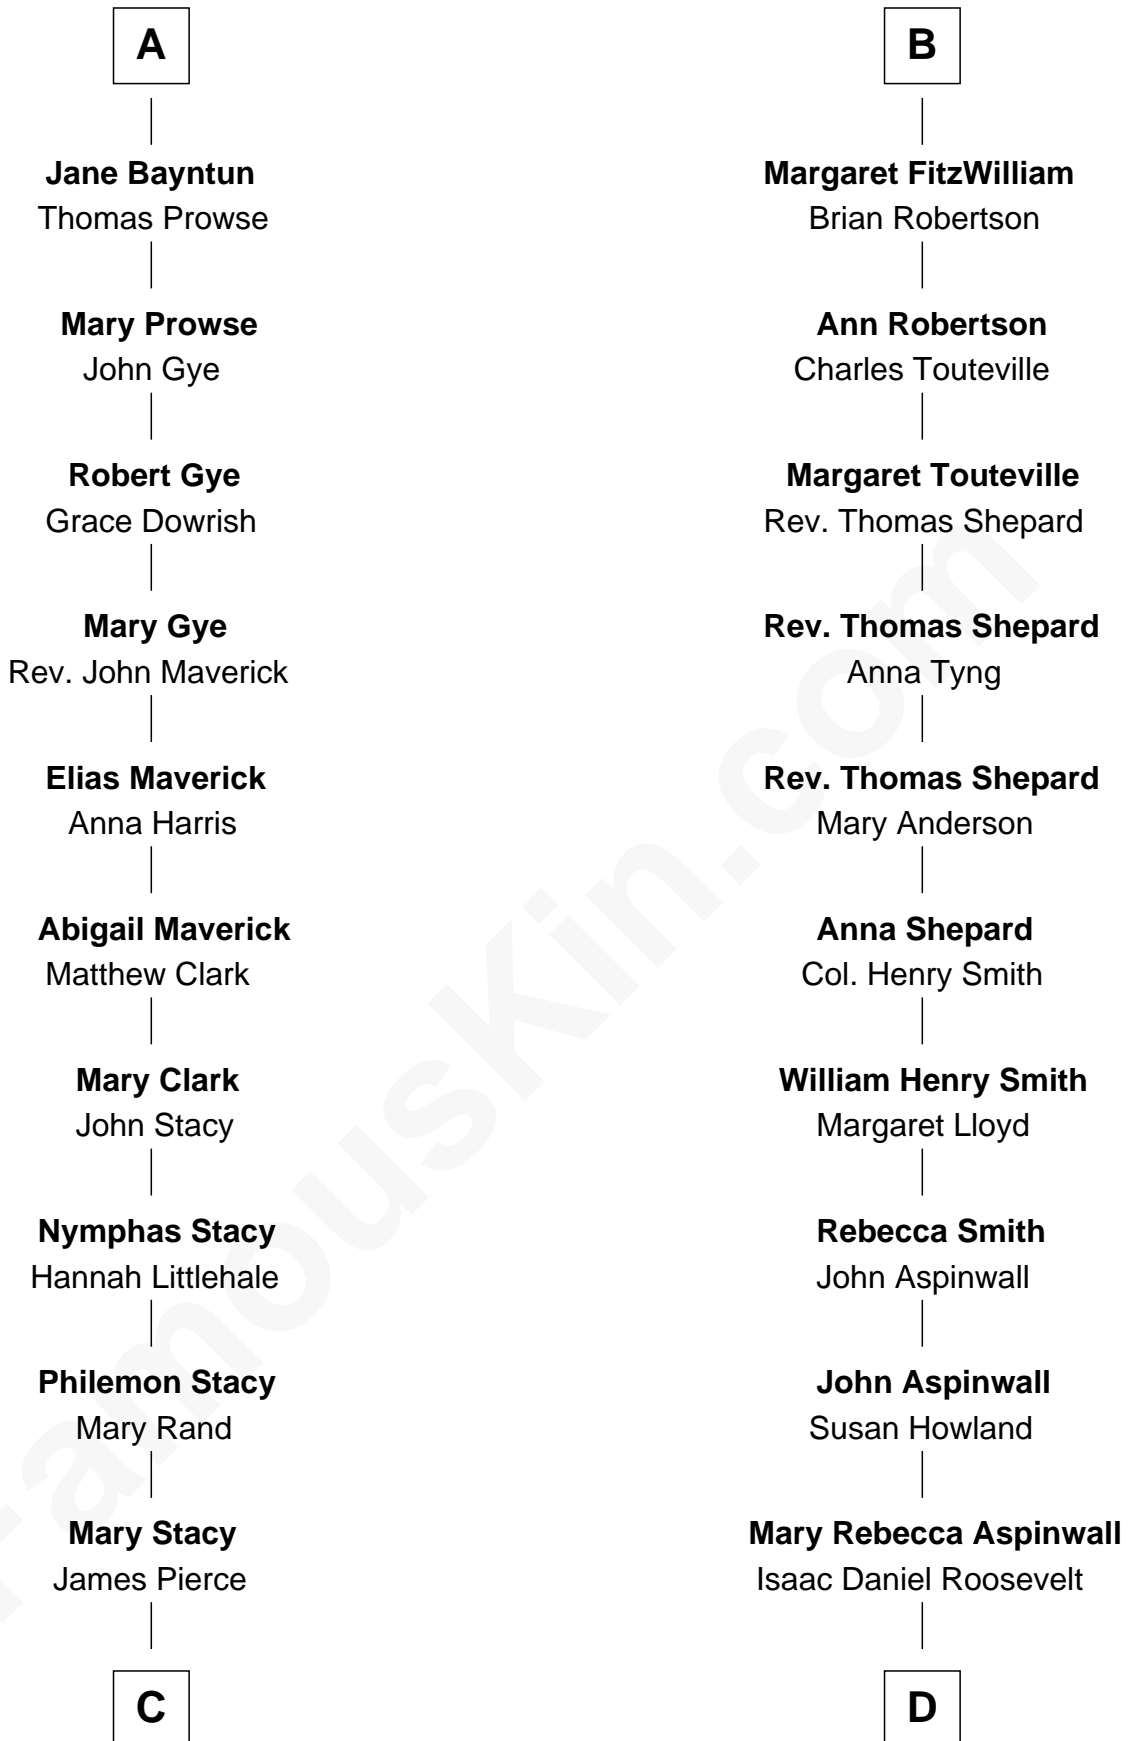 A
Jane Bayntun
Thomas Prowse
Mary Prowse
John Gye
Robert Gye
Grace Dowrish
Mary Gye
Rev. John Maverick
Elias Maverick
Anna Harris
Abigail Maverick
Matthew Clark
Mary Clark
John Stacy
Nymphas Stacy
Hannah Littlehale
Philemon Stacy
Mary Rand
Mary Stacy
James Pierce
C
B
Margaret FitzWilliam
Brian Robertson
Ann Robertson
Charles Touteville
Margaret Touteville
Rev. Thomas Shepard
Rev. Thomas Shepard
Anna Tyng
Rev. Thomas Shepard
Mary Anderson
Anna Shepard
Col. Henry Smith
William Henry Smith
Margaret Lloyd
Rebecca Smith
John Aspinwall
John Aspinwall
Susan Howland
Mary Rebecca Aspinwall
Isaac Daniel Roosevelt
D
FamousKin.com